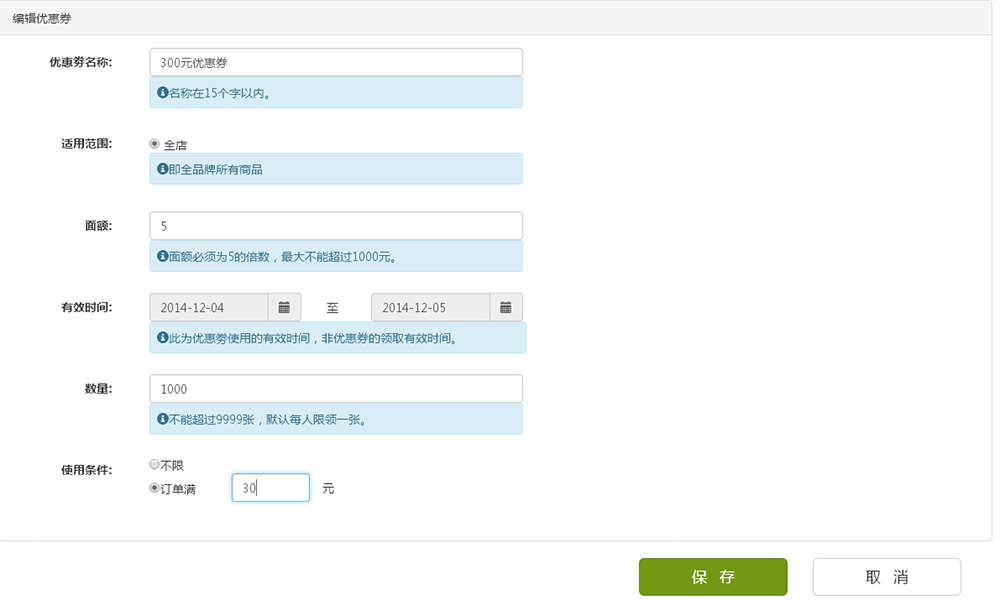 编辑优惠券
优惠券名称:
300元优惠券
名称在15个字以内。
适用范围:
全店
即全品牌所有商品
面额:
5
面额必须为5的倍数，最大不能超过1000元。
有效时间:
2014-12-04 至 2014-12-05
此为优惠劵使用的有效时间，非优惠券的领取有效时间。
数量:
1000
不能超过9999张，默认每人限领一张。
使用条件:
不限
订单满 30 元
保 存 取 消